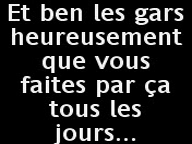 Et ben les gars
heureusement
que vous
faites par ça
tous les
jours...